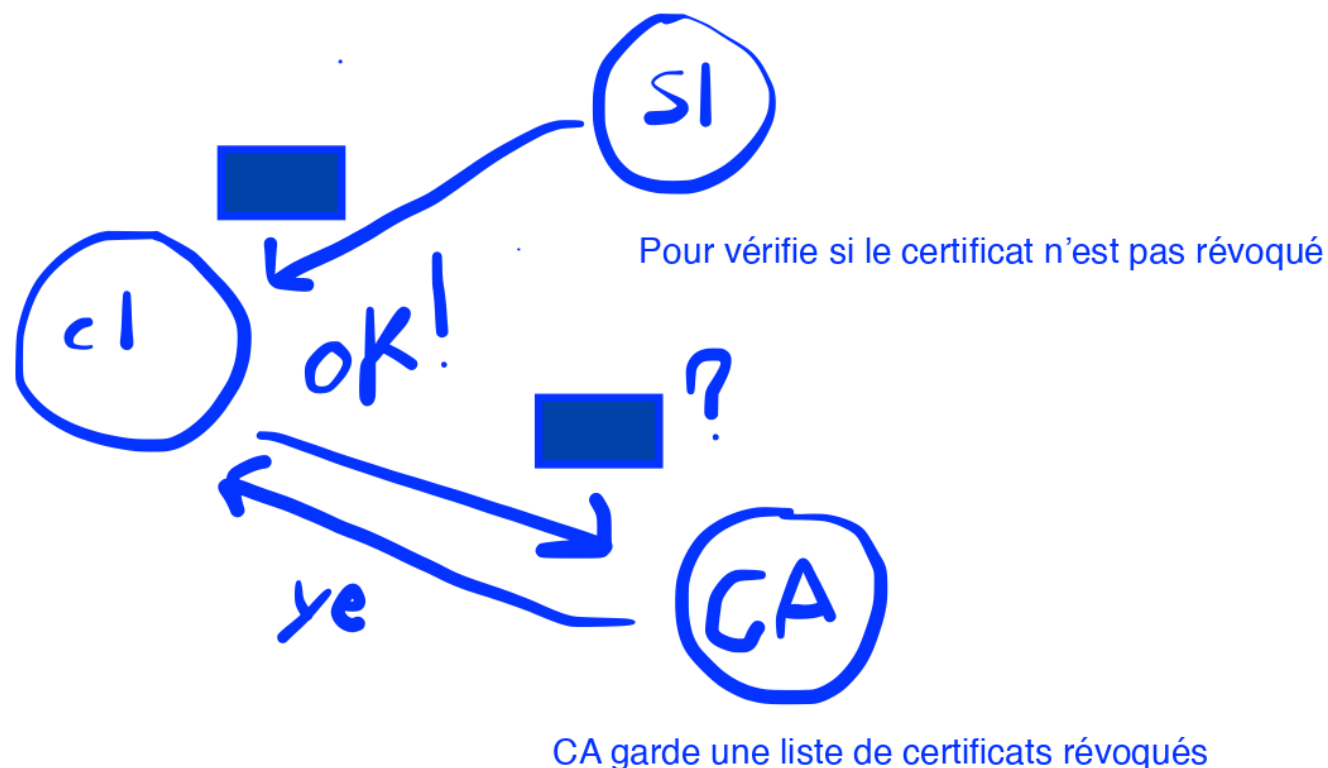 S1
Pour vérifie si le certificat n’est pas révoqué
c1
OK!
?
CA
ye
CA garde une liste de certificats révoqués